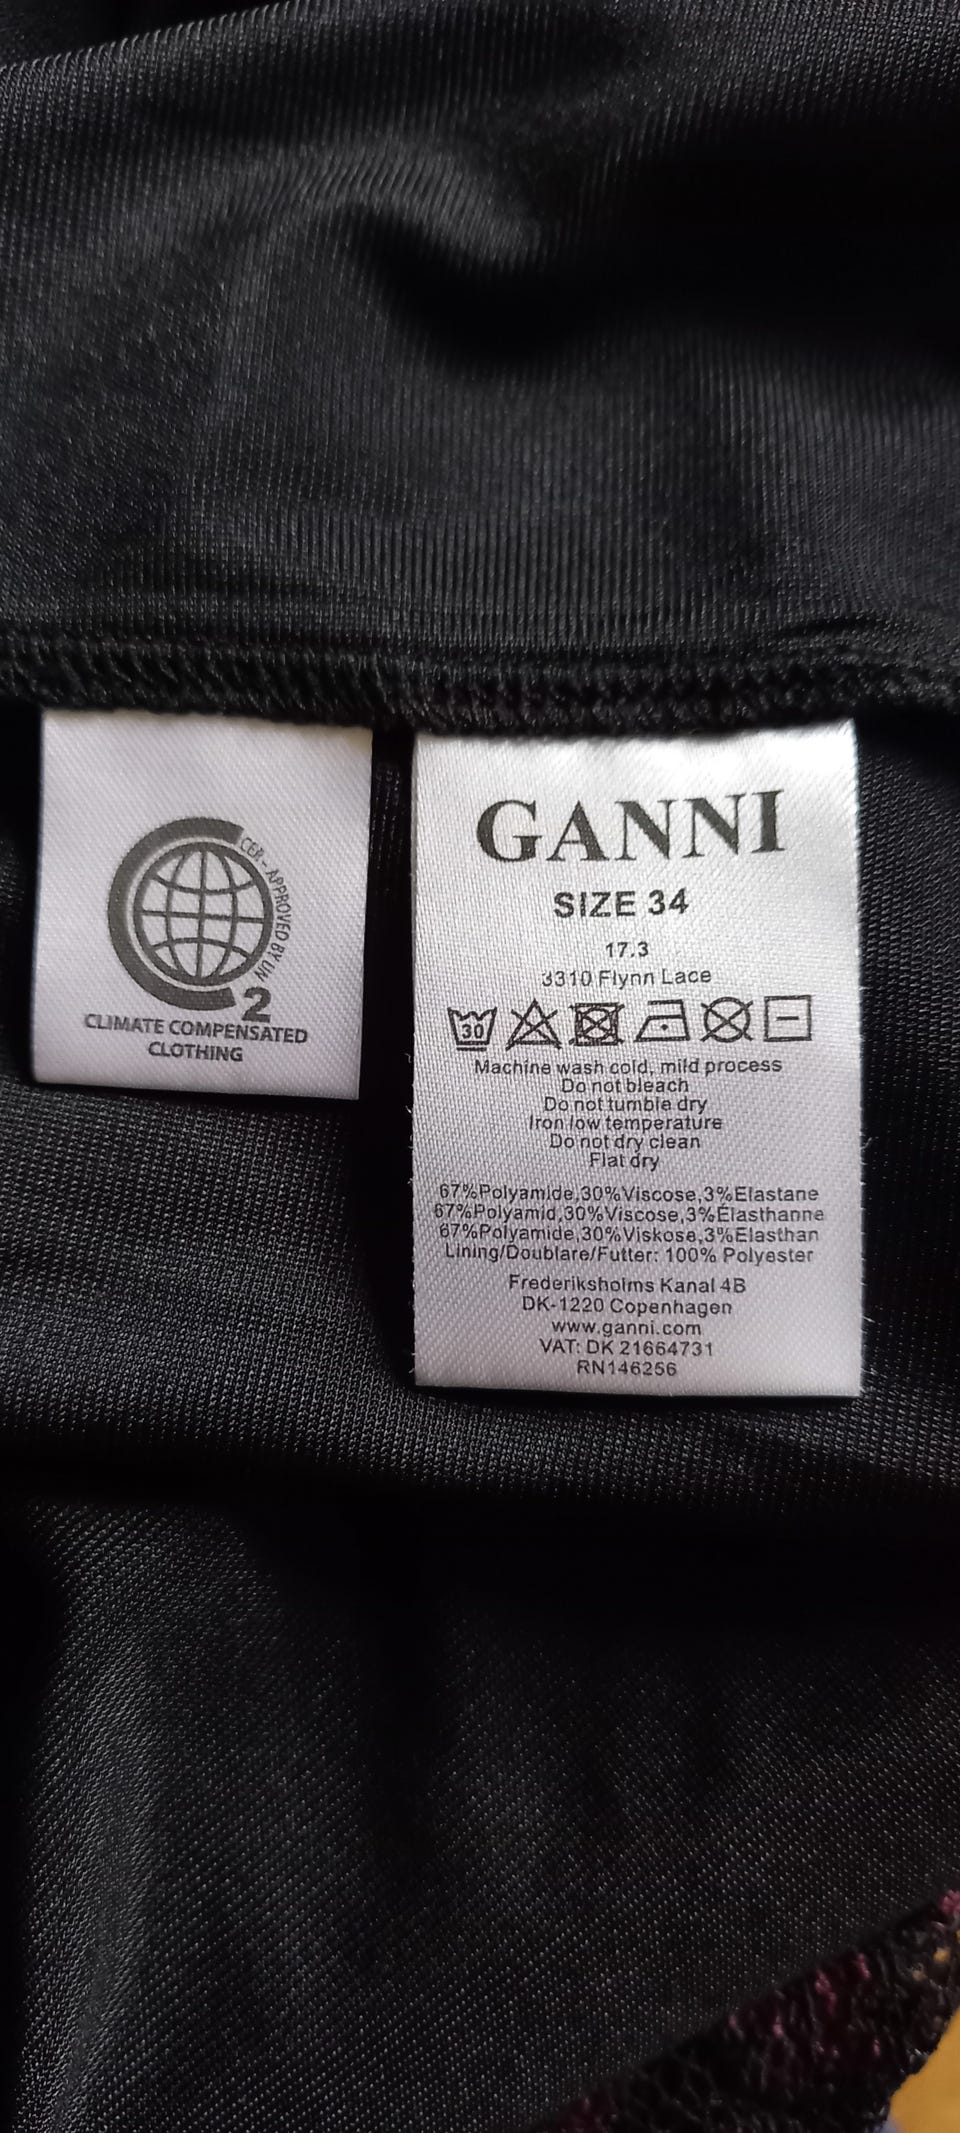 CER - APPROVED BY UN
2
CLIMATE COMPENSATED
CLOTHING
GANNI
SIZE 34
17.3
3310 Flynn Lace
30
Machine wash cold, mild process
Do not bleach
Do not tumble dry
Iron low temperature
Do not dry clean
Flat dry
67%Polyamide,30%Viscose,3%Elastane
67%Polyamid,30%Viscose,3%Élasthanne
67%Polyamide,30%Viskose,3%Elasthan
Lining/Doublare/Futter: 100% Polyester
Frederiksholms Kanal 4B
DK-1220 Copenhagen
www.ganni.com
VAT: DK 21664731
RN146256